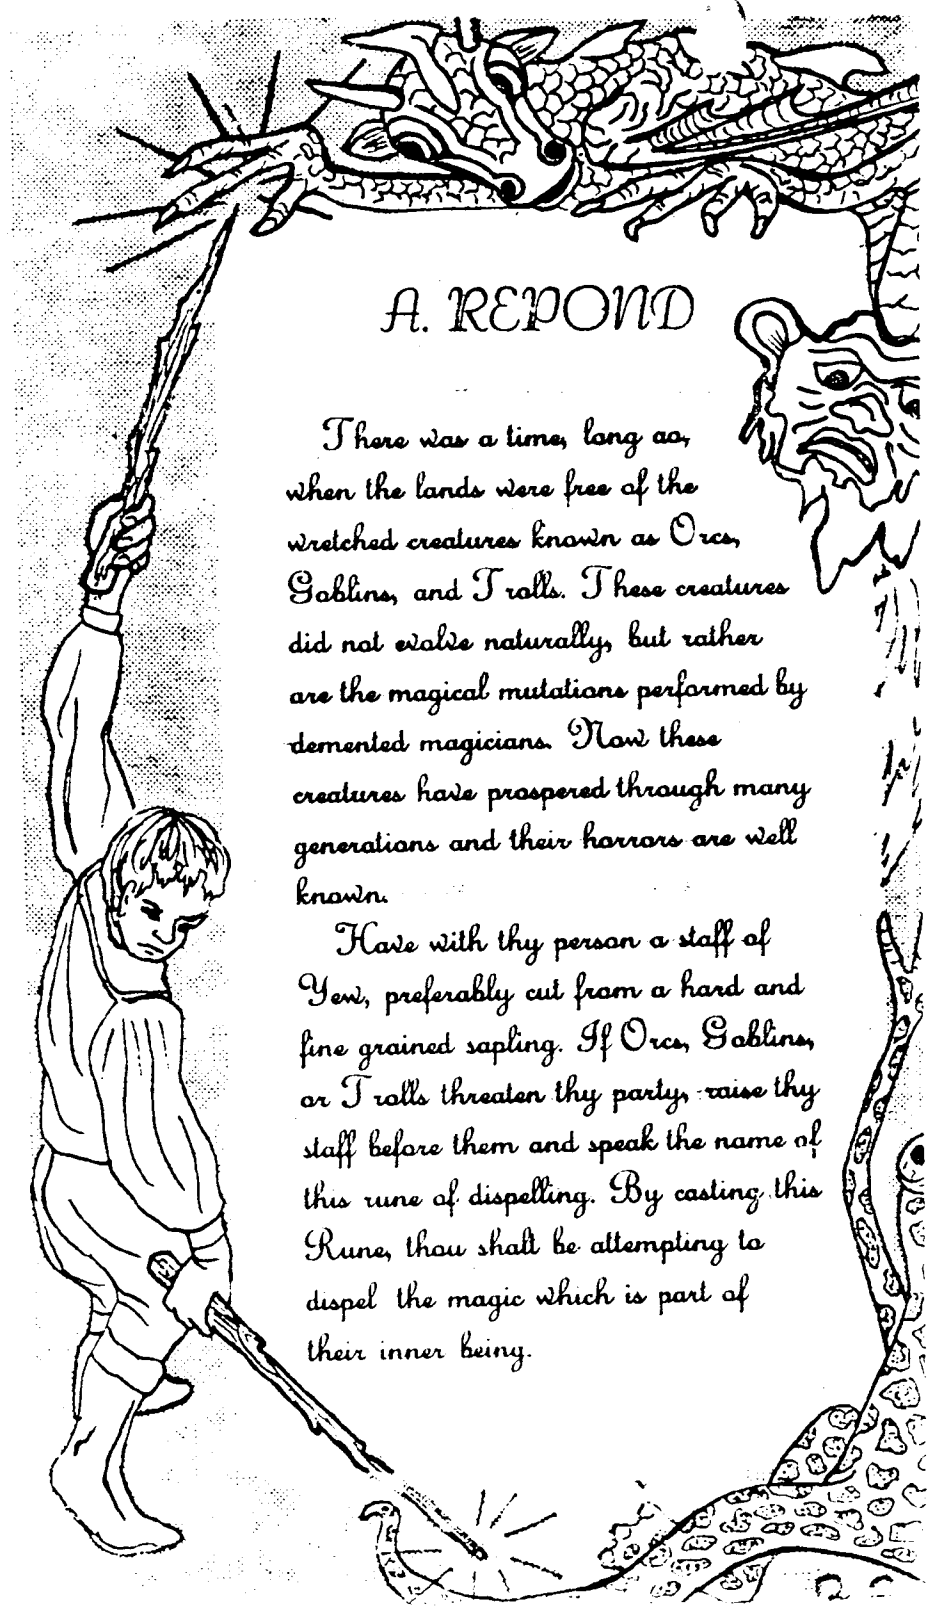 A. REPOND
There was a time, long ao,
when the lands were free of the
wretched creatures known as Orcs,
Goblins, and Trolls. These creatures
did not evolve naturally, but rather
are the magical mutations performed by
demented magicians. Now these
creatures have prospered through many
generations and their horrors are well
known.
Have with thy person a staff of
Yew, preferably cut from a hard and
fine grained sapling. If Orcs, Goblins,
or Trolls threaten thy party, raise thy
staff before them and speak the name of
this rune of dispelling. By casting this
Rune, thou shalt be attempting to
dispel the magic which is part of
their inner being.